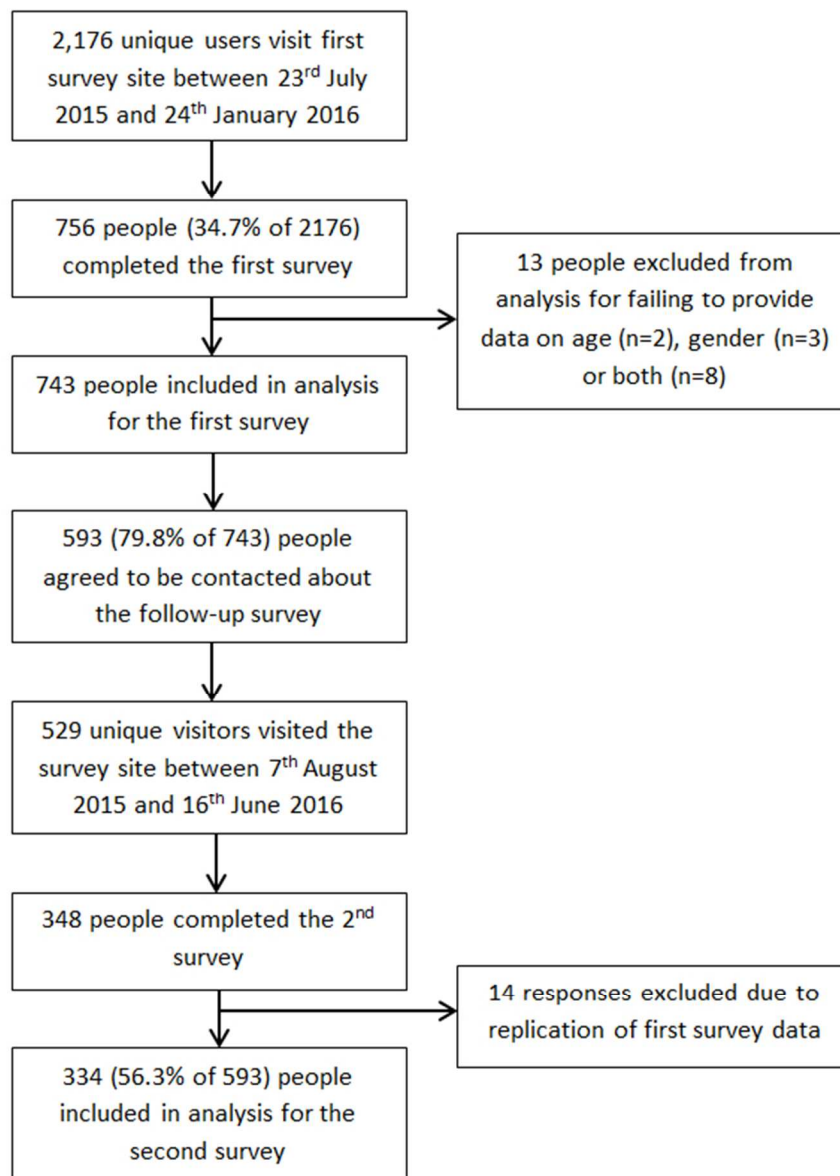 2,176 unique users visit first
survey site between 23rd July
2015 and 24th January 2016
756 people (34.7% of 2176)
completed the first survey
13 people excluded from
analysis for failing to provide
data on age (n=2), gender (n=3)
or both (n=8)
743 people included in analysis
for the first survey
593 (79.8% of 743) people
agreed to be contacted about
the follow-up survey
529 unique visitors visited the
survey site between 7th August
2015 and 16th June 2016
348 people completed the 2nd
survey
14 responses excluded due to
replication of first survey data
334 (56.3% of 593) people
included in analysis for the
second survey